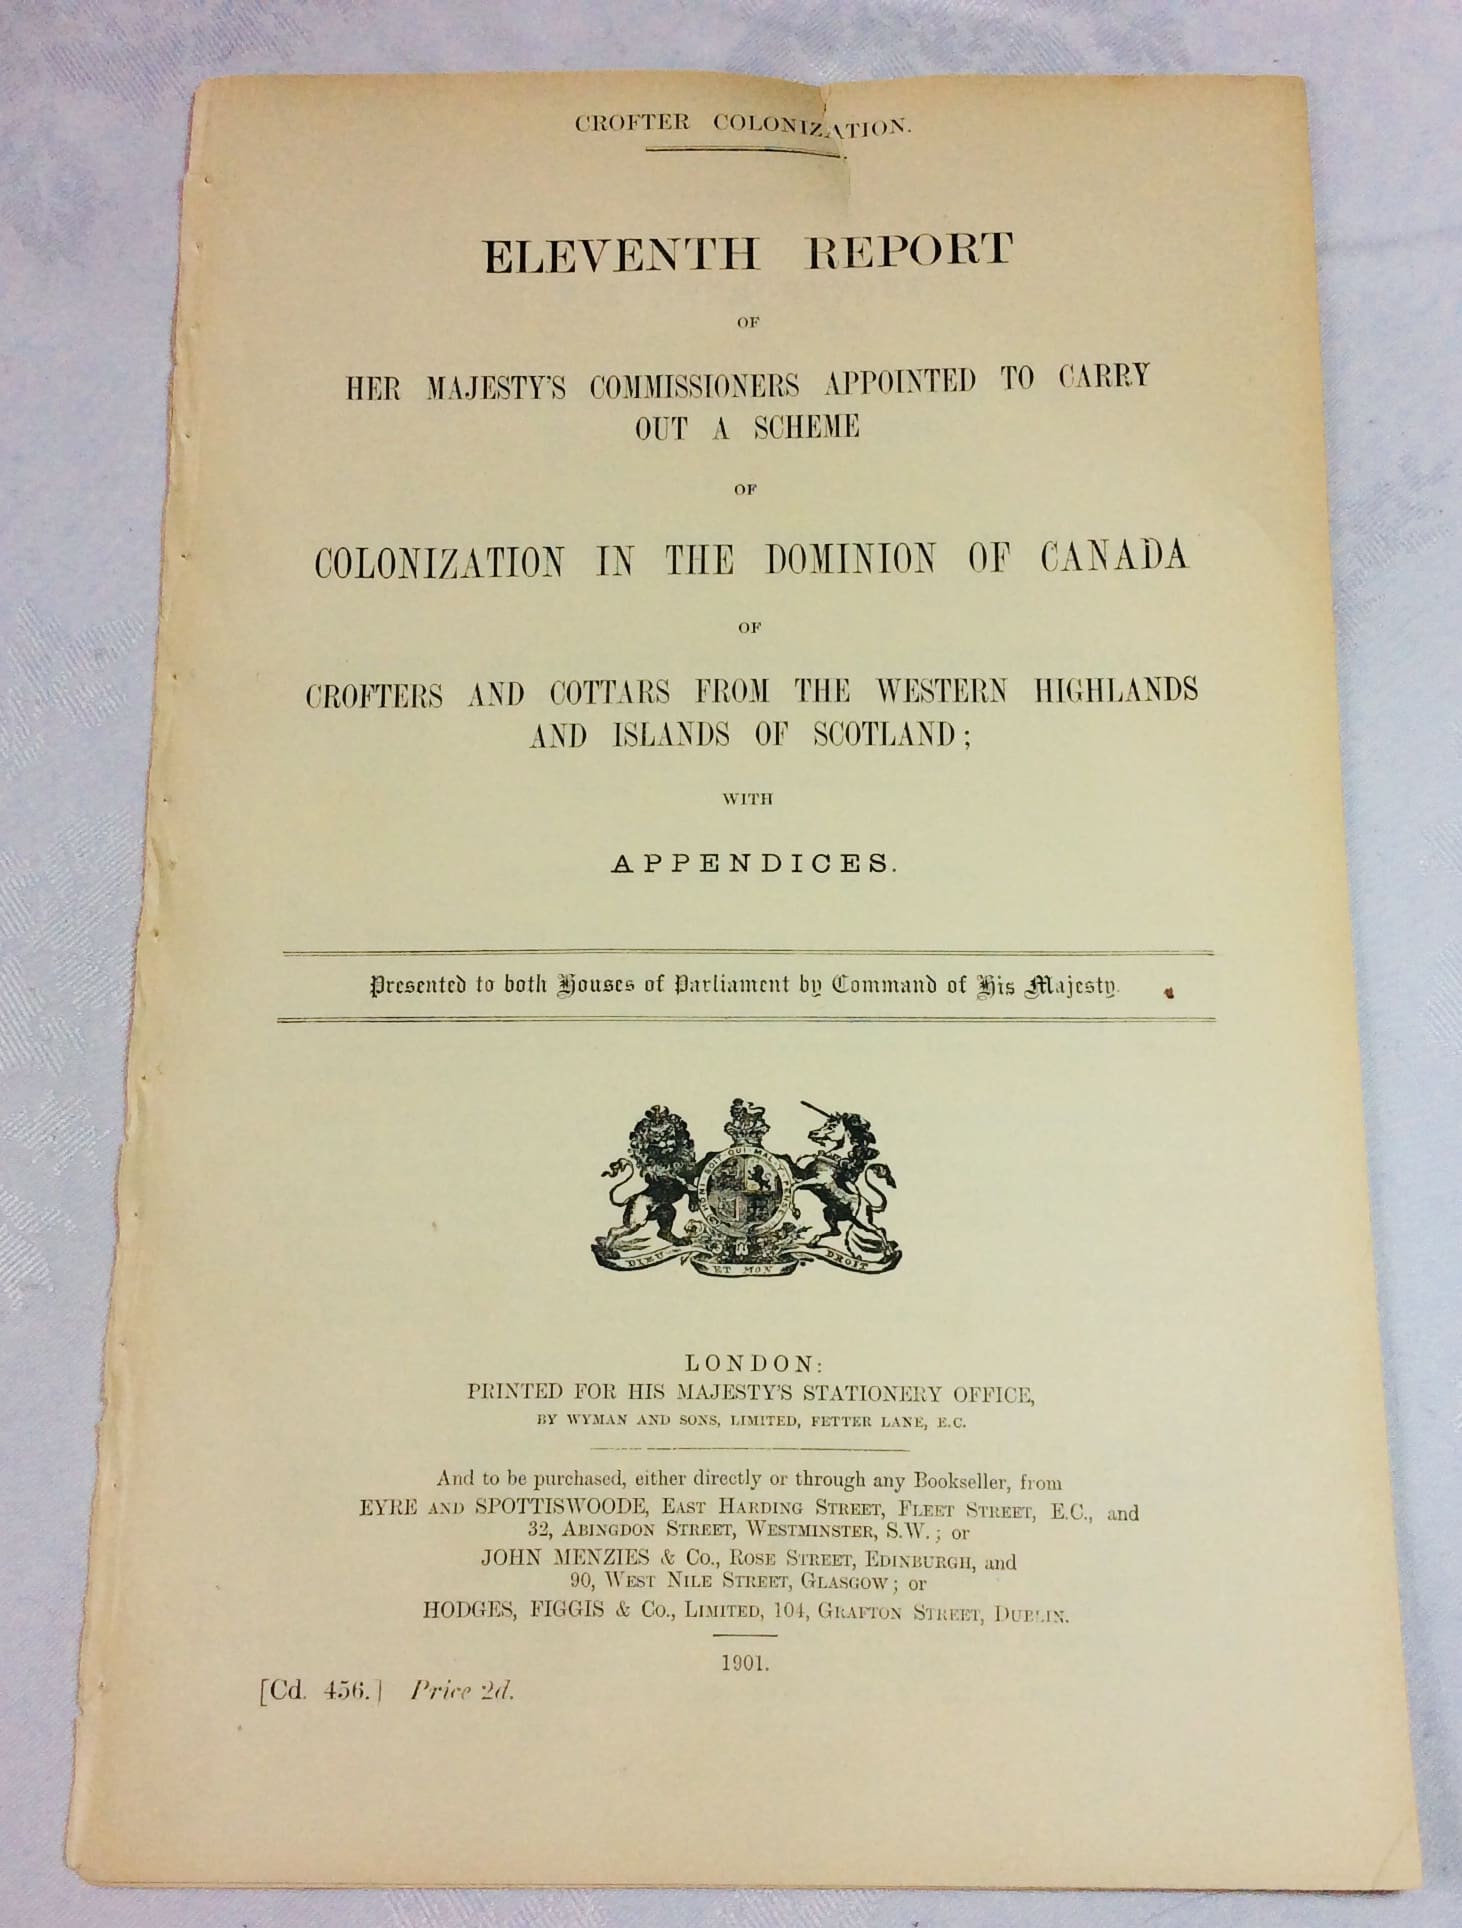 CROFTER COLONIZATION.
ELEVENTH REPORT
OF
HER MAJESTY'S COMMISSIONERS APPOINTED TO CARRY
OUT A SCHEME
OF
COLONIZATION IN THE DOMINION OF CANADA
OF
CROFTERS AND COTTARS FROM THE WESTERN HIGHLANDS
AND ISLANDS OF SCOTLAND;
WITH
APPENDICES.
Presented to both Houses of Parliament by Command of His Majesty.
HONI SOIT QUI MAL Y PENSE
DIEU ET MON DROIT
LONDON:
PRINTED FOR HIS MAJESTY'S STATIONERY OFFICE,
BY WYMAN AND SONS, LIMITED, FETTER LANE, E.C.
And to be purchased, either directly or through any Bookseller, from
EYRE AND SPOTTISWOODE, EAST HARDING STREET, FLEET STREET, E.C., and
32, ABINGDON STREET, WESTMINSTER, S.W.; or
JOHN MENZIES & Co., ROSE STREET, EDINBURGH, and
90, WEST NILE STREET, GLASGOW; or
HODGES, FIGGIS & Co., LIMITED, 104, GRAFTON STREET, DUBLIN.
1901.
[Cd. 456.] Price 2d.